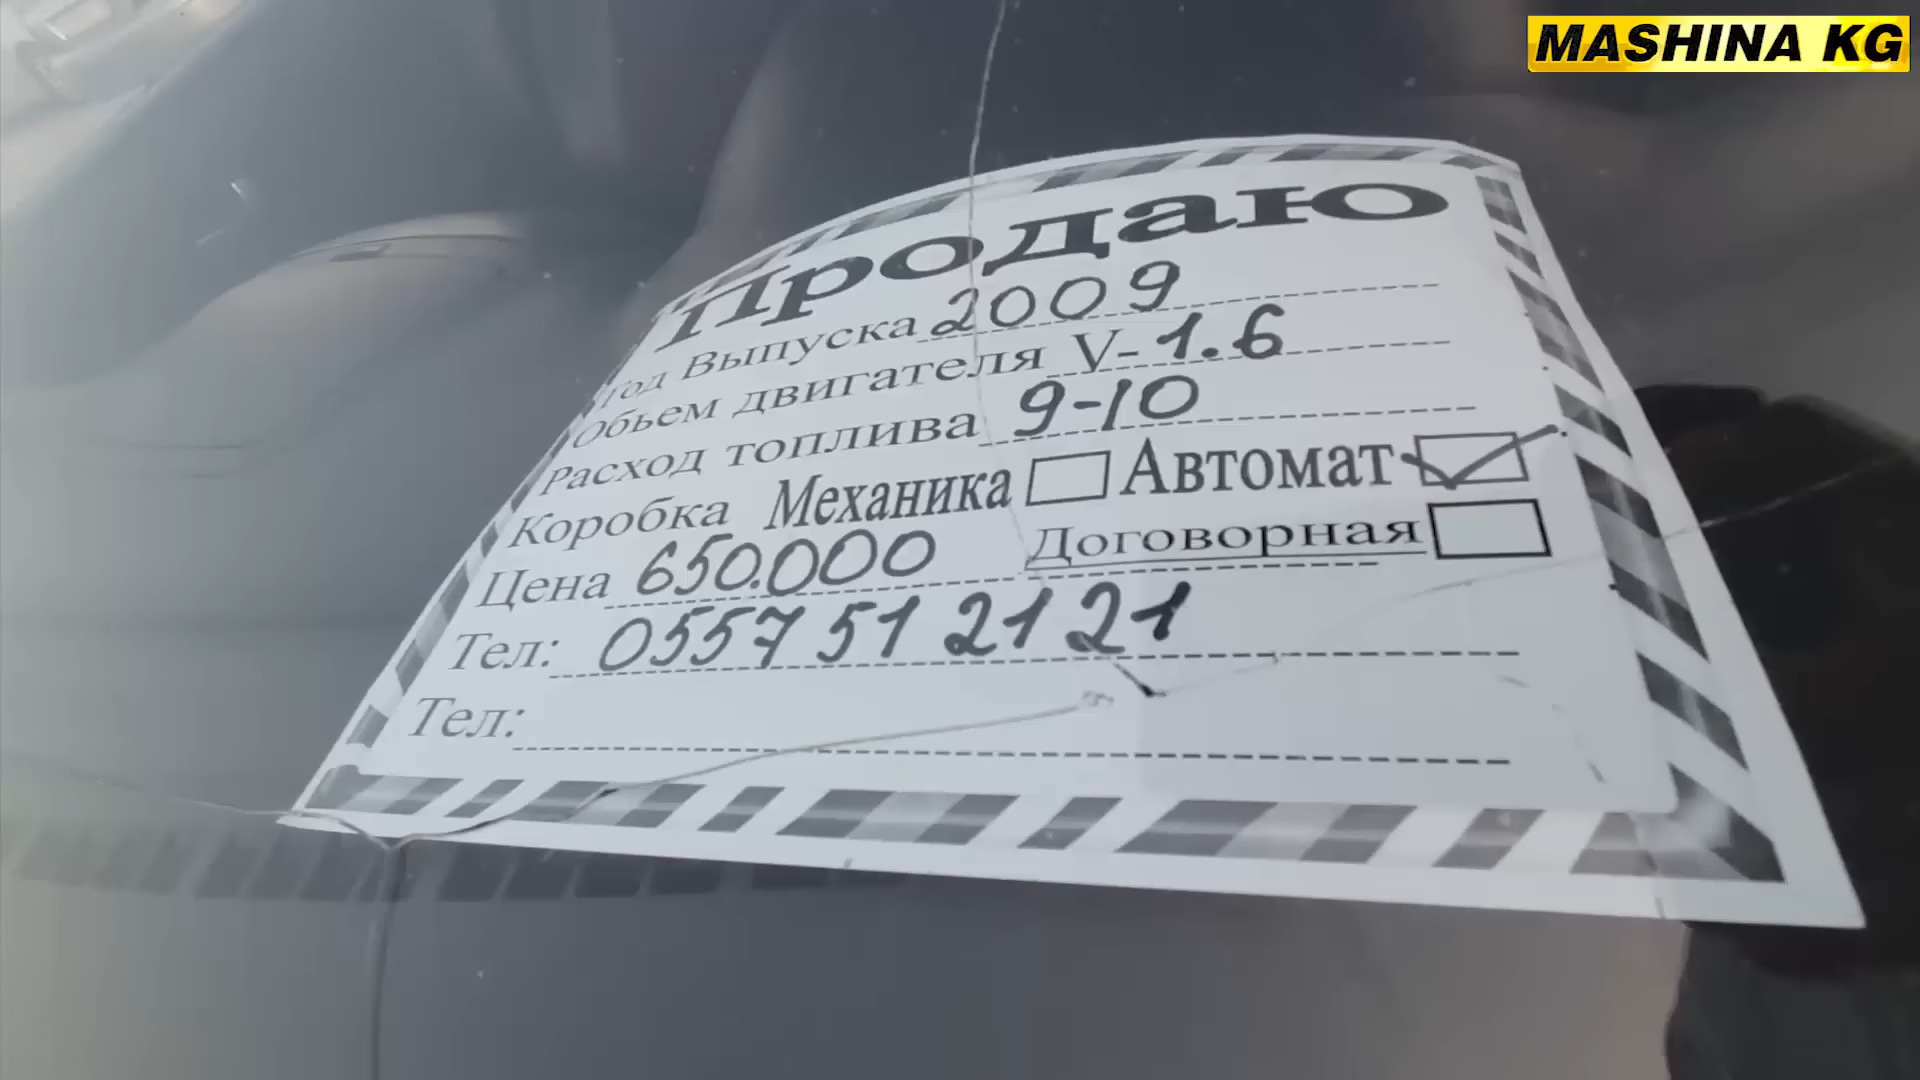 MASHINA KG
Продаю
Год Выпуска 2009
Обьем двигателя V-1.6
Расход топлива 9-10
Коробка Механика Автомат
Цена 650.000 Договорная
Тел: 0557 51 21 21
Тел: